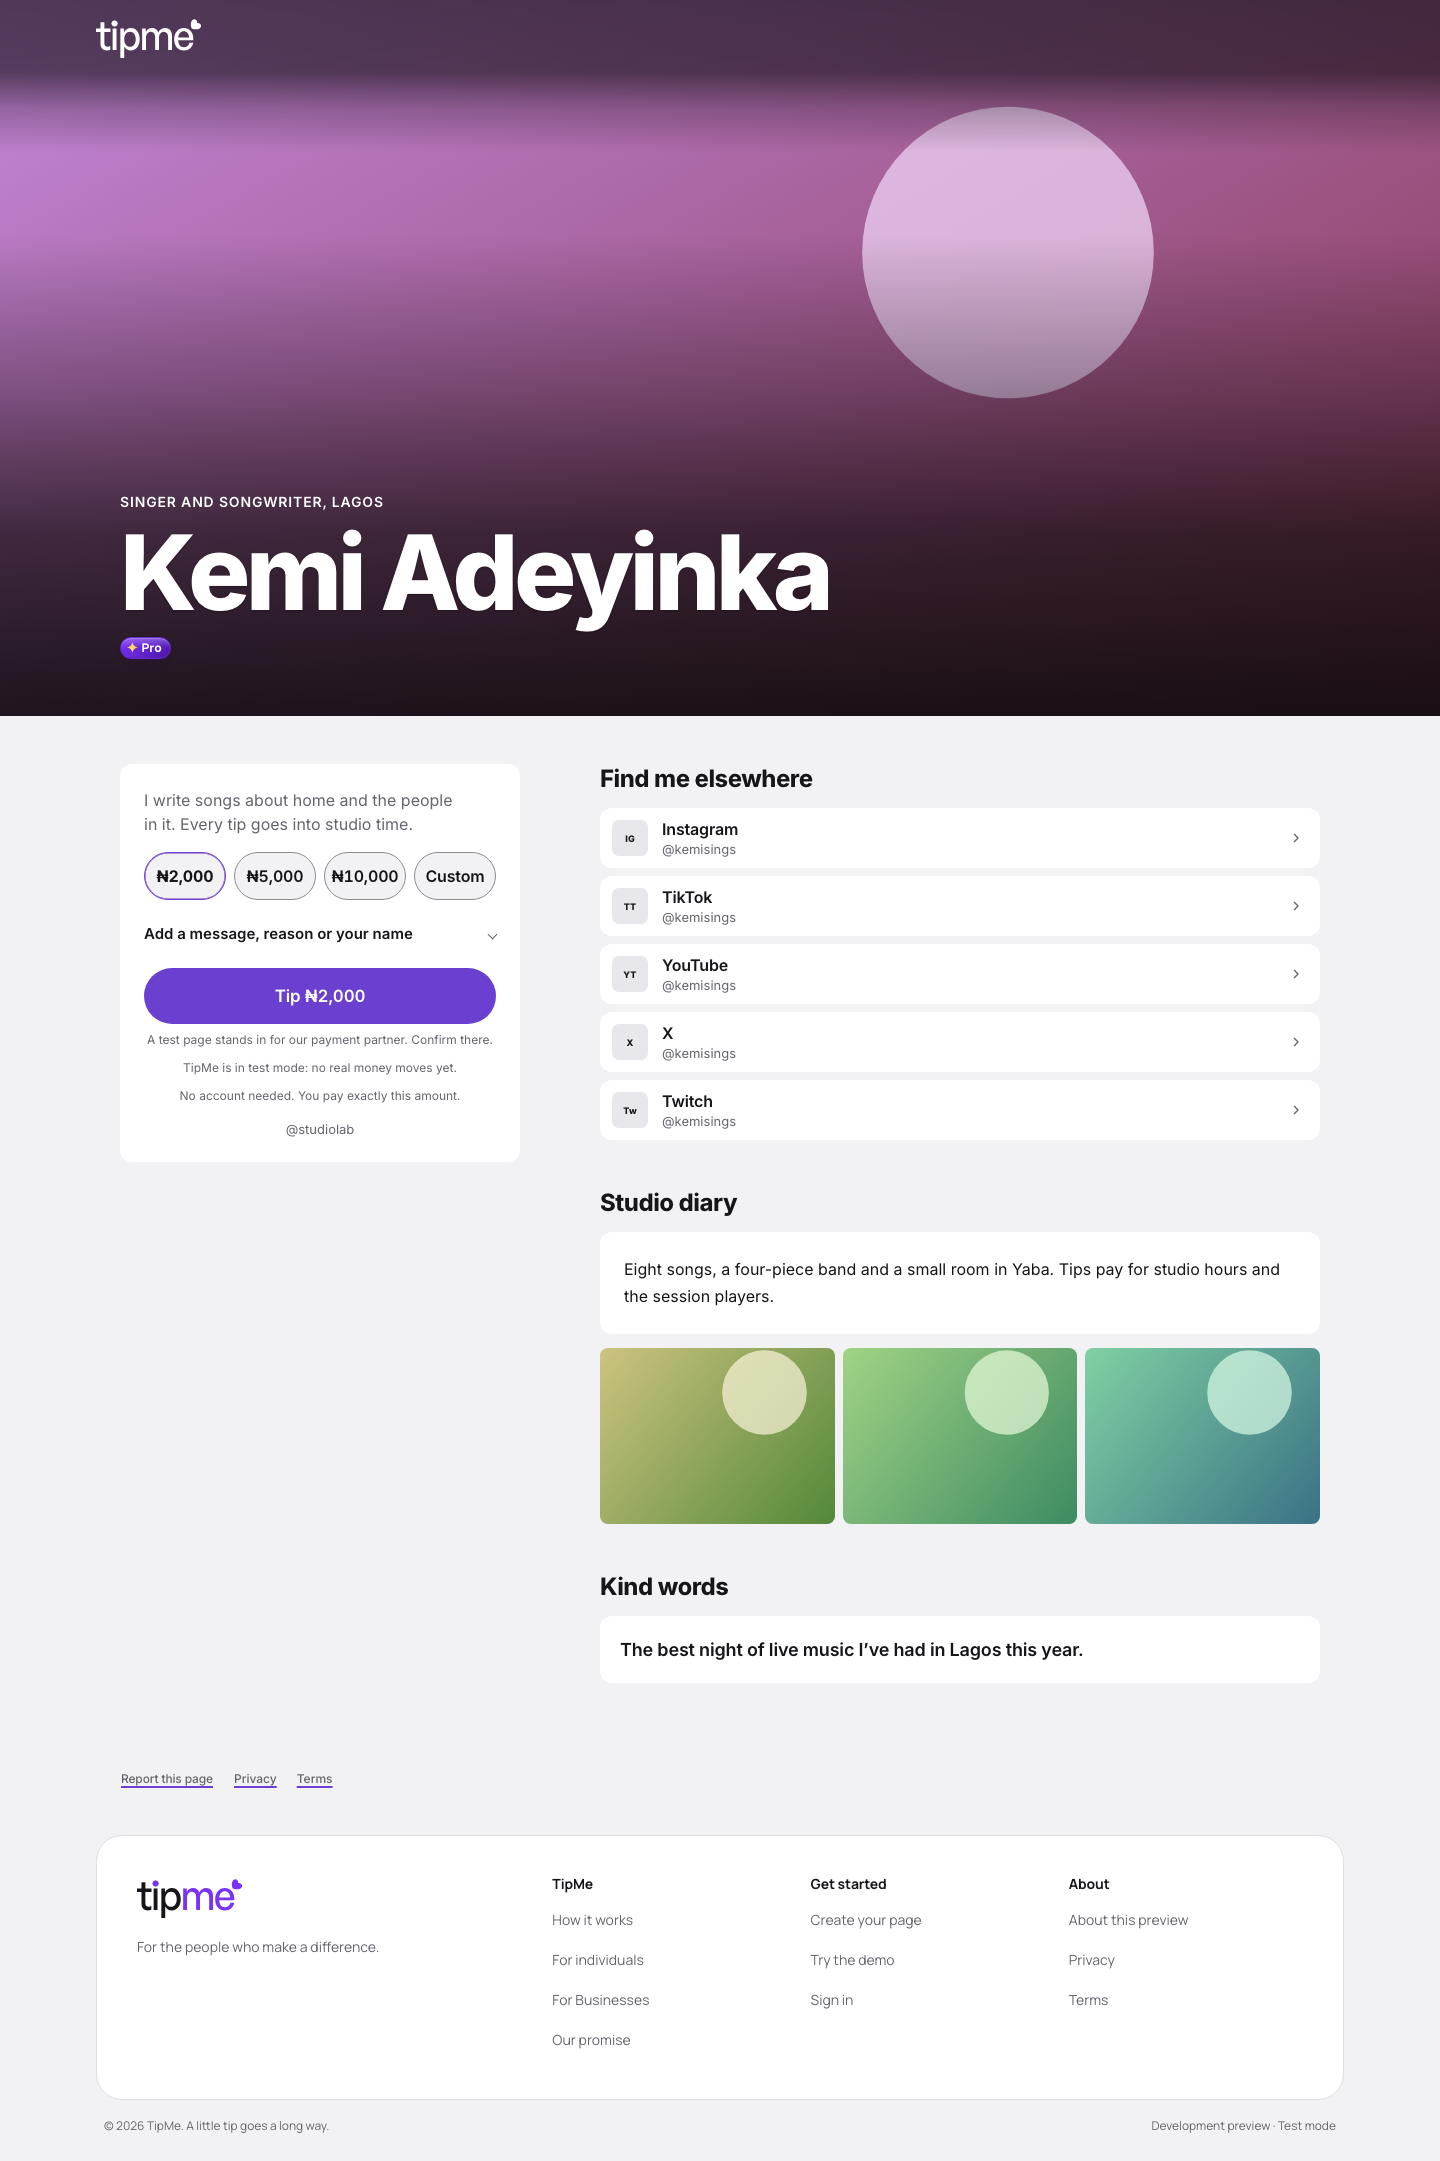 tipme
SINGER AND SONGWRITER, LAGOS
Kemi Adeyinka
✦ Pro
I write songs about home and the people
in it. Every tip goes into studio time.
₦2,000
₦5,000
₦10,000
Custom
Add a message, reason or your name
Tip ₦2,000
A test page stands in for our payment partner. Confirm there.
TipMe is in test mode: no real money moves yet.
No account needed. You pay exactly this amount.
@studiolab
Find me elsewhere
IG
Instagram
@kemisings
TT
TikTok
@kemisings
YT
YouTube
@kemisings
X
X
@kemisings
Tw
Twitch
@kemisings
Studio diary
Eight songs, a four-piece band and a small room in Yaba. Tips pay for studio hours and
the session players.
Kind words
The best night of live music I’ve had in Lagos this year.
Report this page
Privacy
Terms
tipme
For the people who make a difference.
TipMe
How it works
For individuals
For Businesses
Our promise
Get started
Create your page
Try the demo
Sign in
About
About this preview
Privacy
Terms
© 2026 TipMe. A little tip goes a long way.
Development preview · Test mode